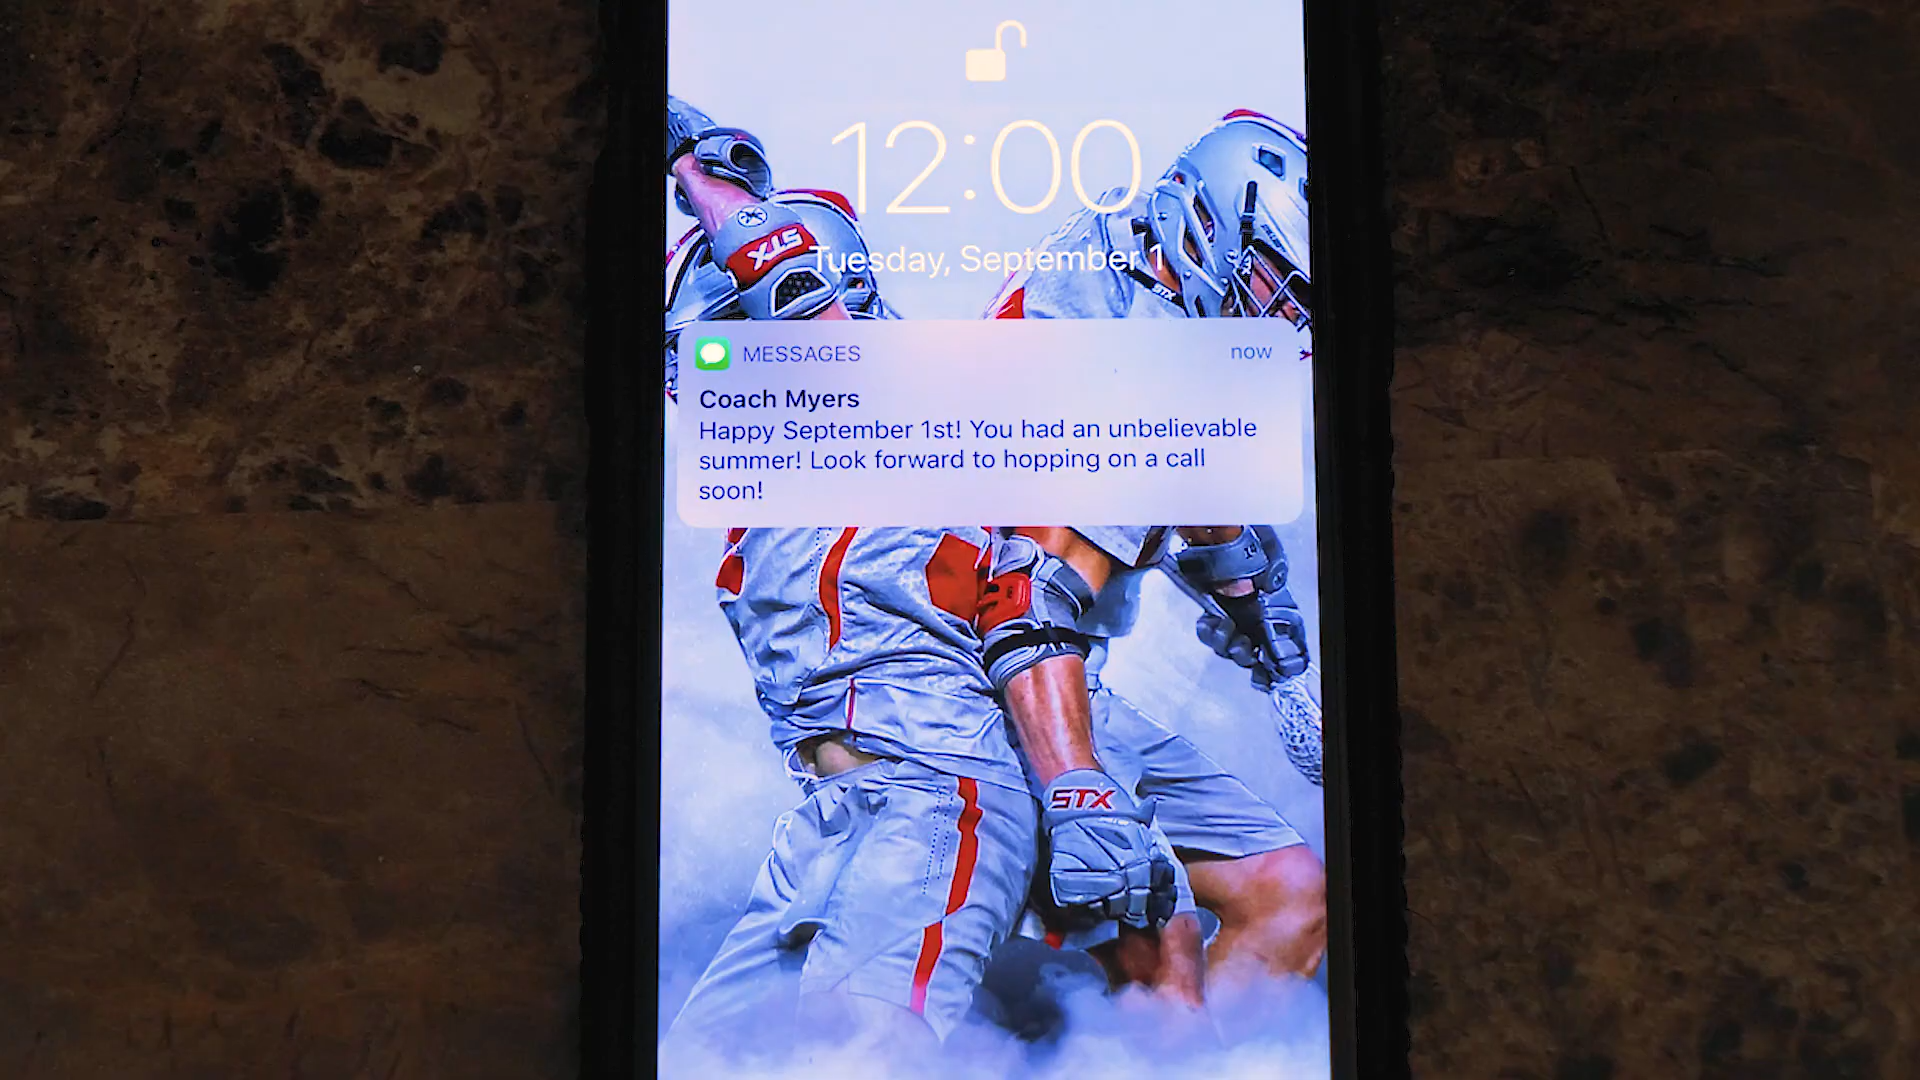 12:00
Tuesday, September 1
STX
STX
MESSAGES
now
Coach Myers
Happy September 1st! You had an unbelievable
summer! Look forward to hopping on a call
soon!
STX